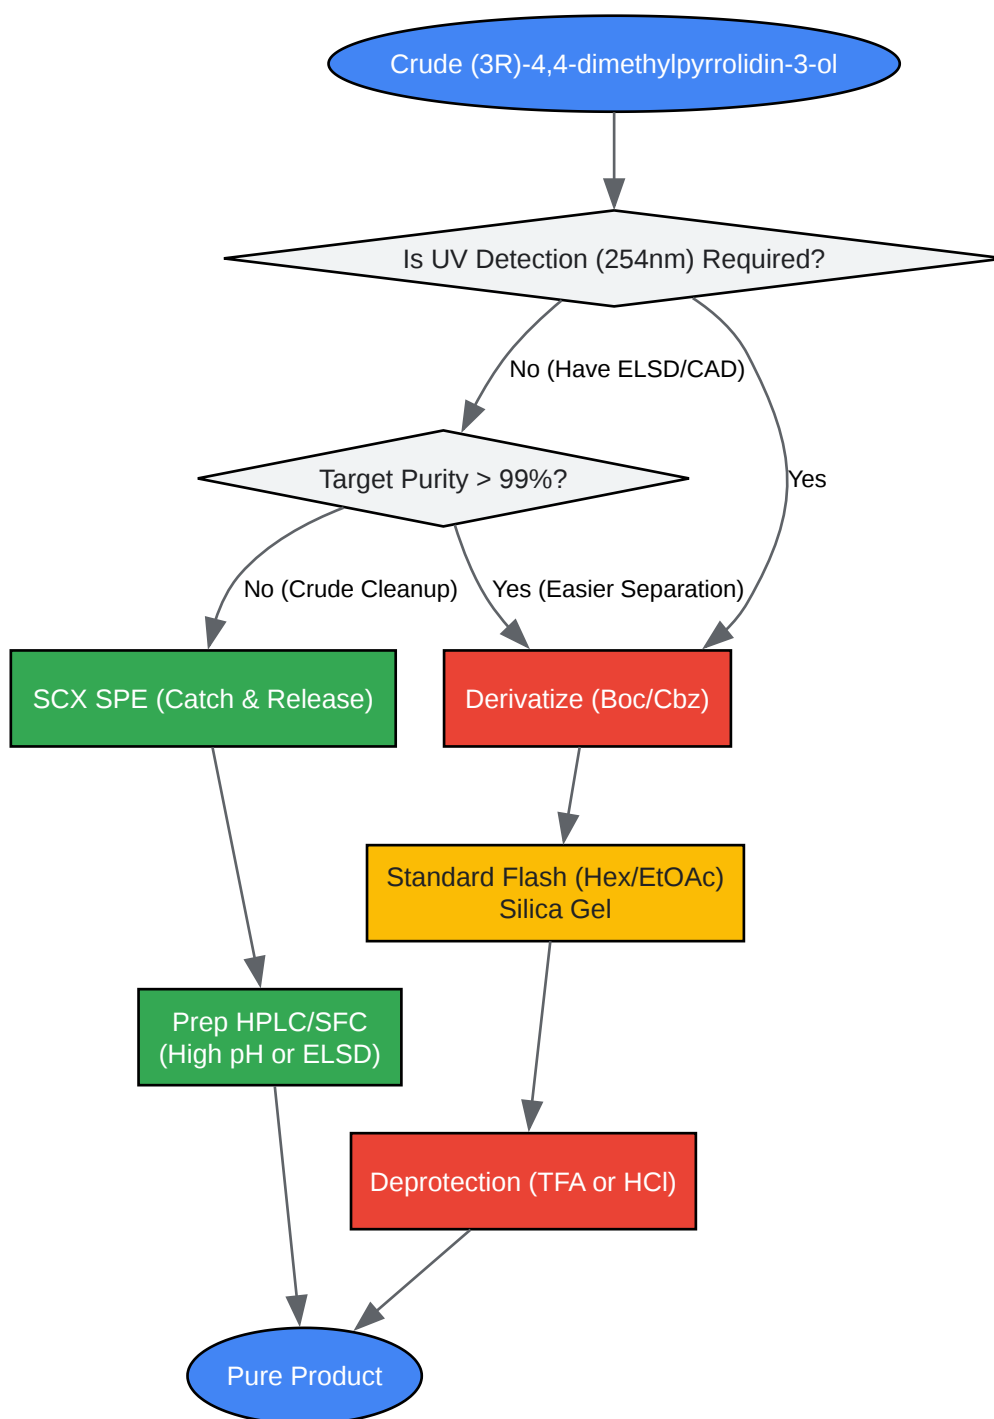 Crude (3R)-4,4-dimethylpyrrolidin-3-ol
Is UV Detection (254nm) Required?
No (Have ELSD/CAD)
Yes
Target Purity > 99%?
No (Crude Cleanup)
Yes (Easier Separation)
SCX SPE (Catch & Release)
Derivatize (Boc/Cbz)
Standard Flash (Hex/EtOAc)
Silica Gel
Prep HPLC/SFC
(High pH or ELSD)
Deprotection (TFA or HCl)
Pure Product